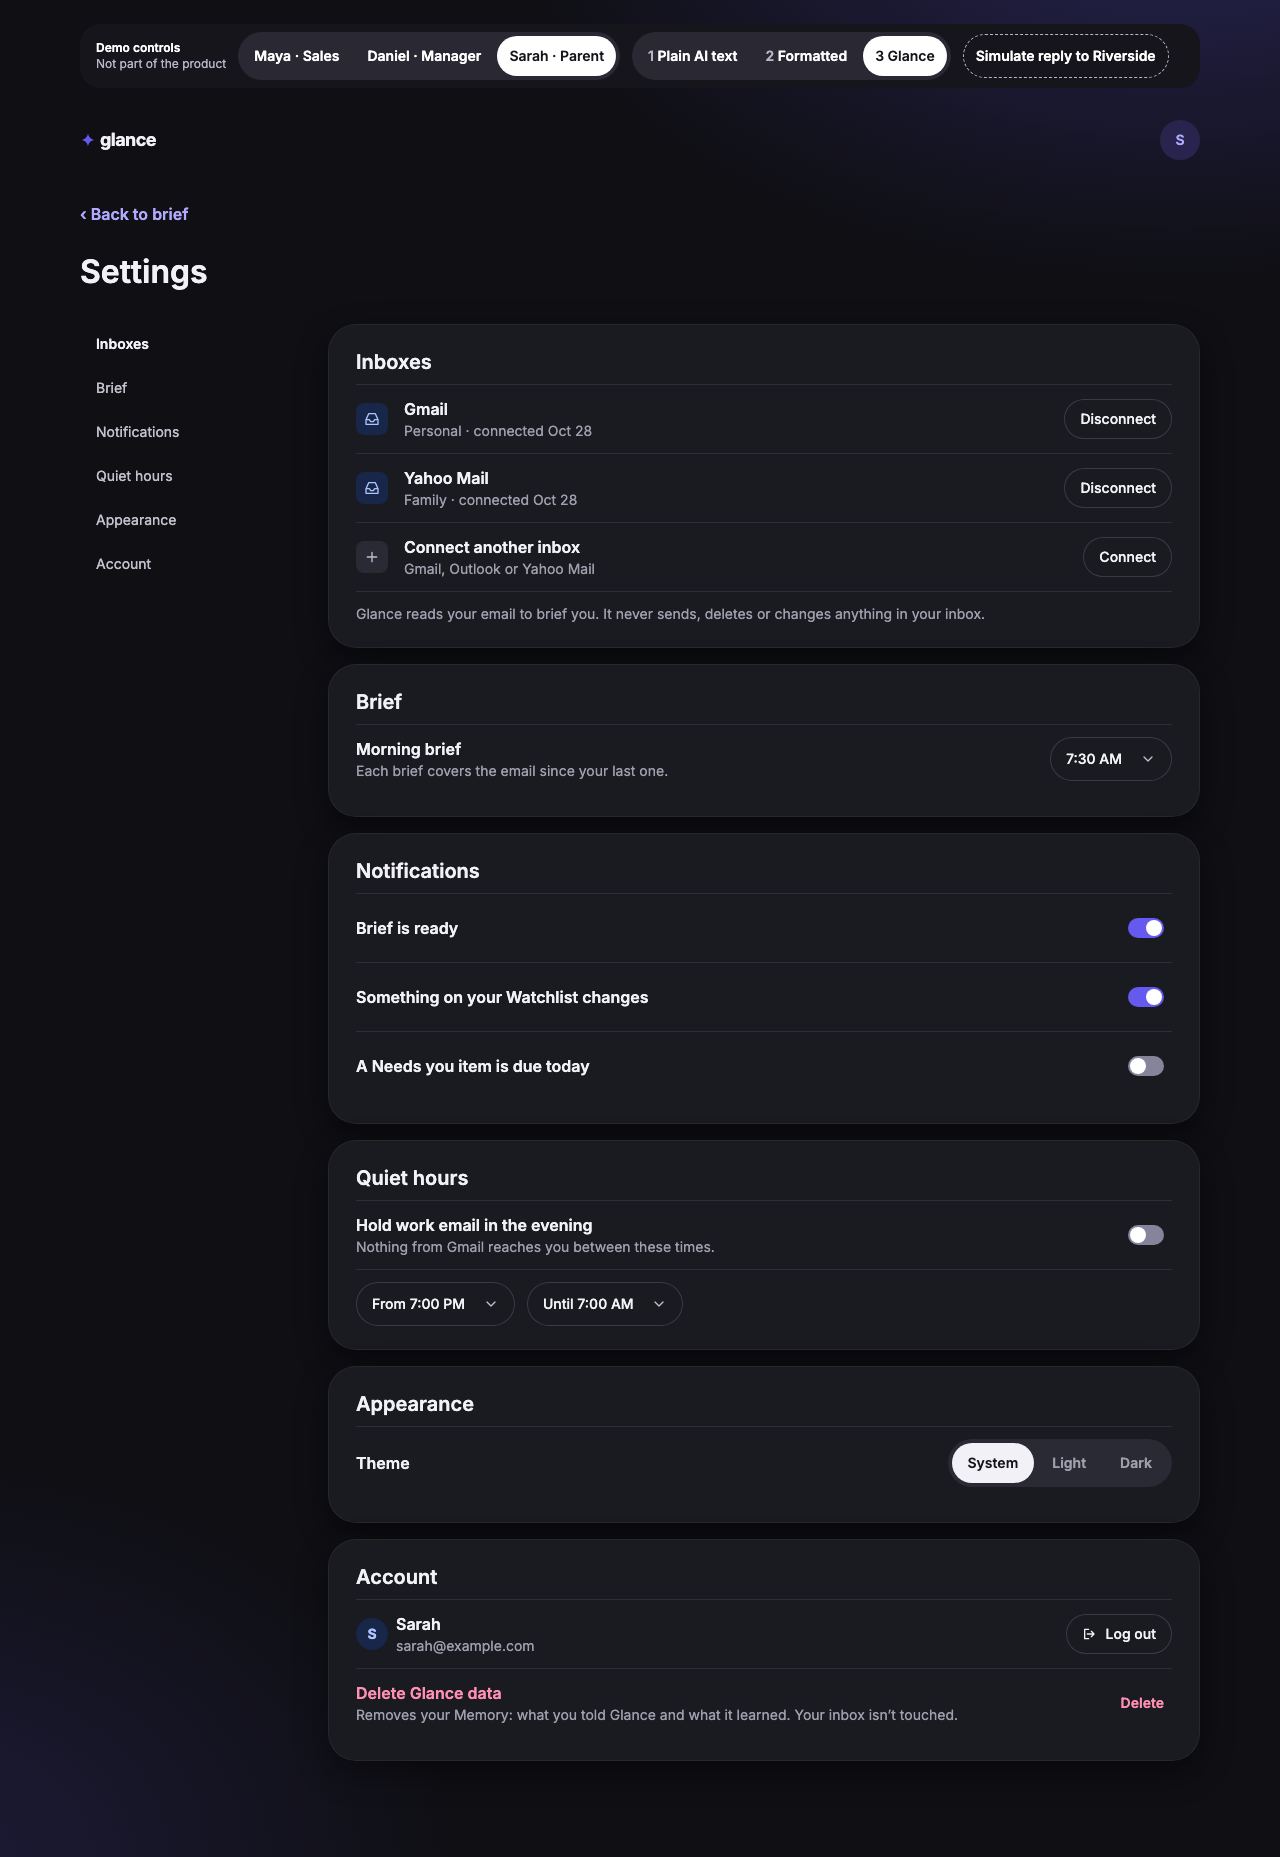 Demo controls
Not part of the product
Maya · Sales
Daniel · Manager
Sarah · Parent
1 Plain AI text
2 Formatted
3 Glance
Simulate reply to Riverside
glance
S
‹ Back to brief
Settings
Inboxes
Brief
Notifications
Quiet hours
Appearance
Account
Inboxes
Gmail
Personal · connected Oct 28
Disconnect
Yahoo Mail
Family · connected Oct 28
Disconnect
Connect another inbox
Gmail, Outlook or Yahoo Mail
Connect
Glance reads your email to brief you. It never sends, deletes or changes anything in your inbox.
Brief
Morning brief
Each brief covers the email since your last one.
7:30 AM
Notifications
Brief is ready
Something on your Watchlist changes
A Needs you item is due today
Quiet hours
Hold work email in the evening
Nothing from Gmail reaches you between these times.
From 7:00 PM
Until 7:00 AM
Appearance
Theme
System
Light
Dark
Account
S
Sarah
sarah@example.com
Log out
Delete Glance data
Removes your Memory: what you told Glance and what it learned. Your inbox isn’t touched.
Delete